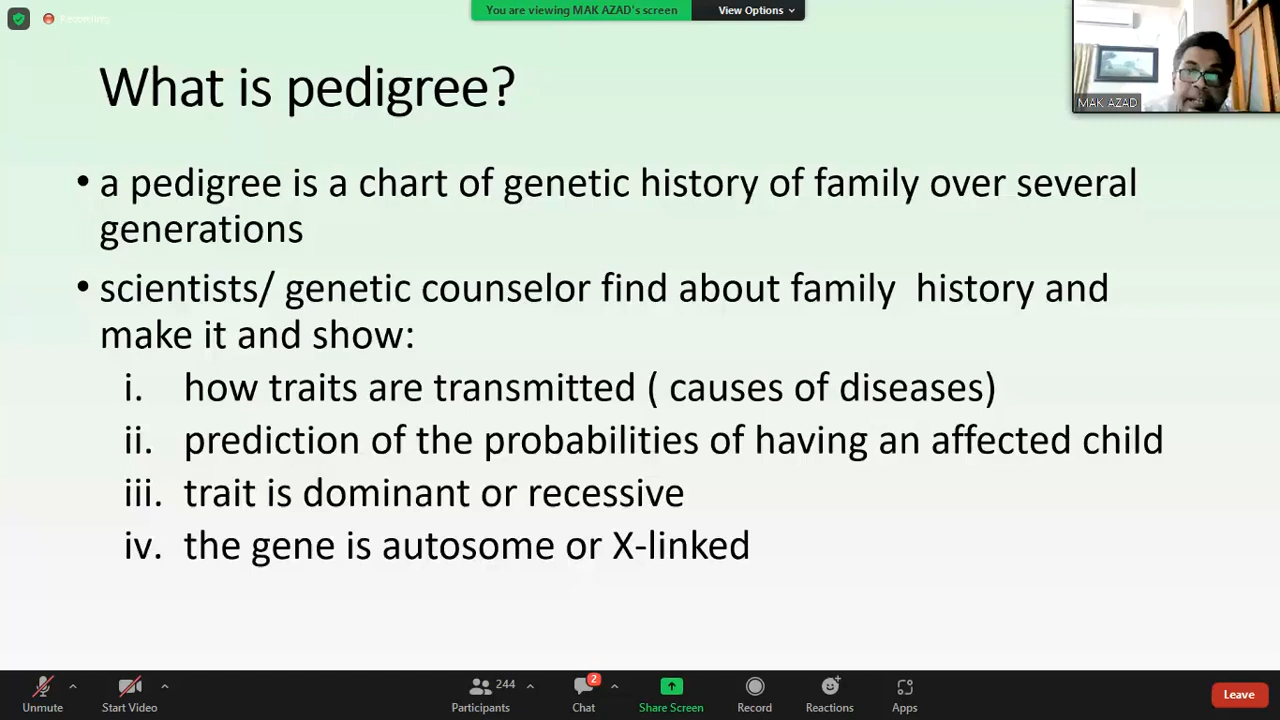 Recording
You are viewing MAK AZAD's screen
View Options
What is pedigree?
MAK AZAD
• a pedigree is a chart of genetic history of family over several
generations
• scientists/ genetic counselor find about family  history and
make it and show:
i. how traits are transmitted ( causes of diseases)
ii. prediction of the probabilities of having an affected child
iii. trait is dominant or recessive
iv. the gene is autosome or X-linked
Unmute
Start Video
244
Participants
2
Chat
Share Screen
Record
Reactions
Apps
Leave